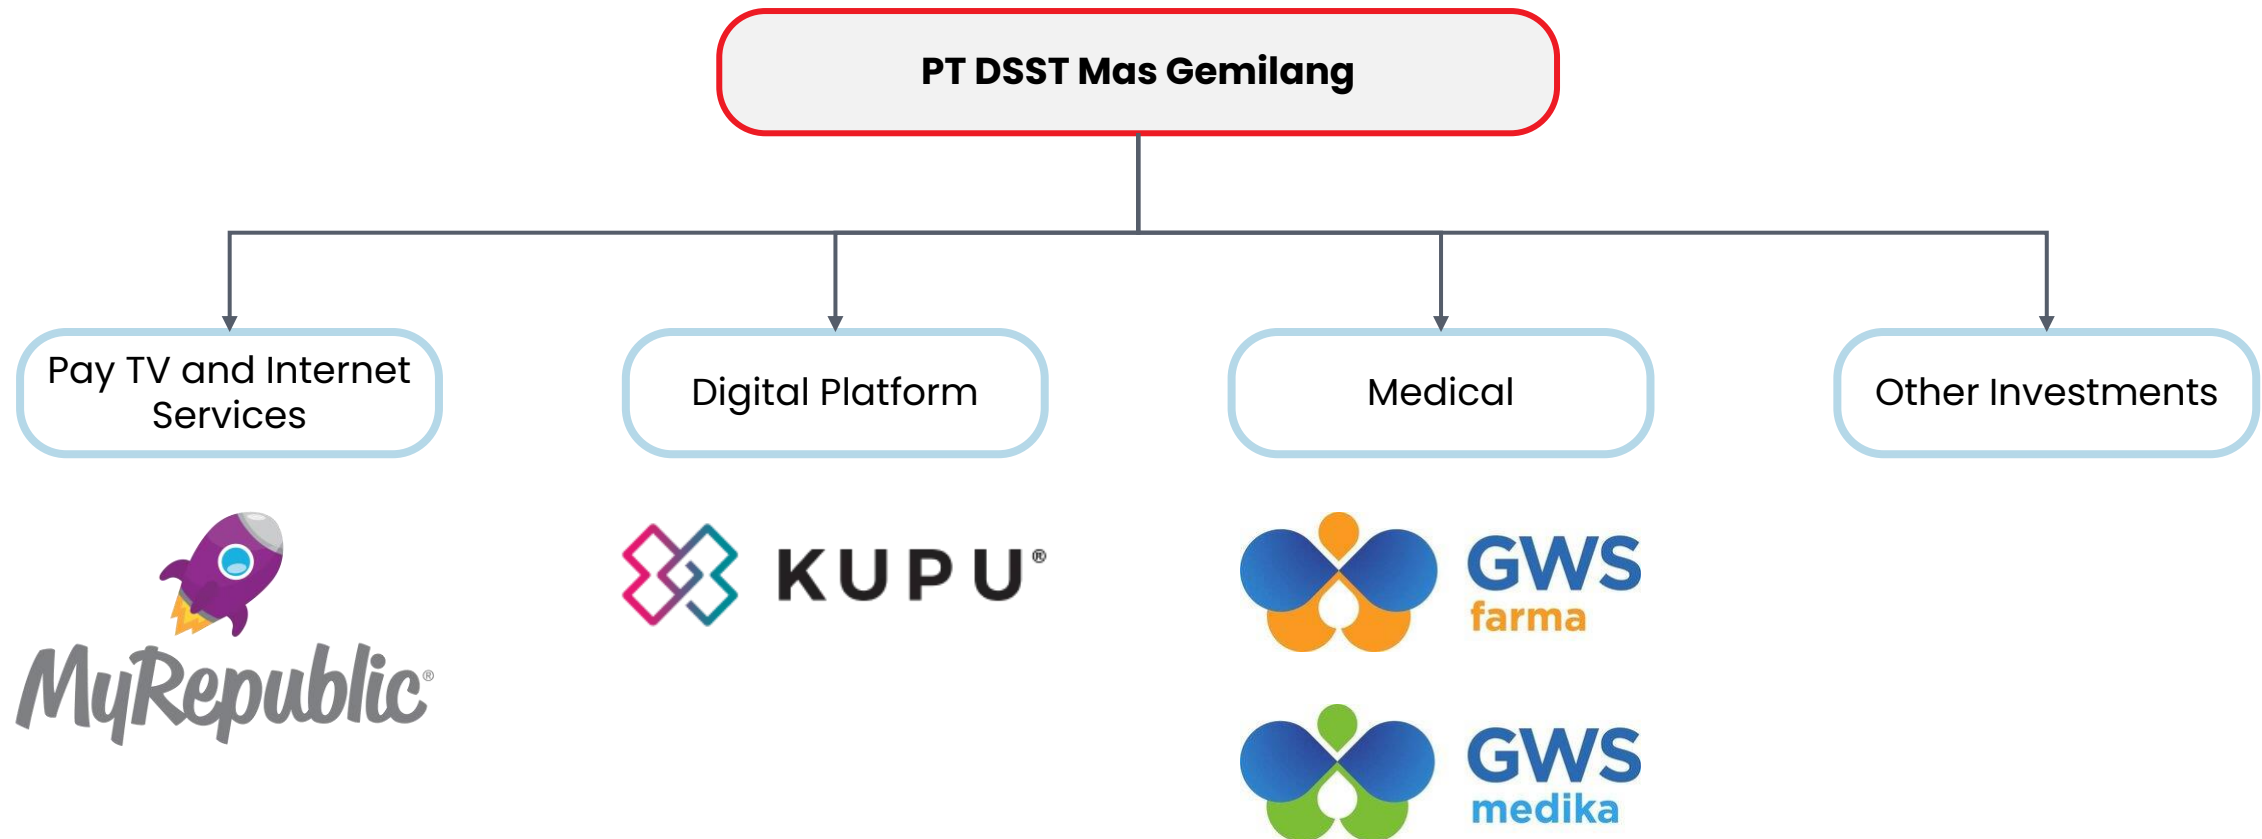 PT DSST Mas Gemilang
Pay TV and Internet
Services
Digital Platform
Medical
Other Investments
MyRepublic®
KUPU®
GWS
farma
GWS
medika